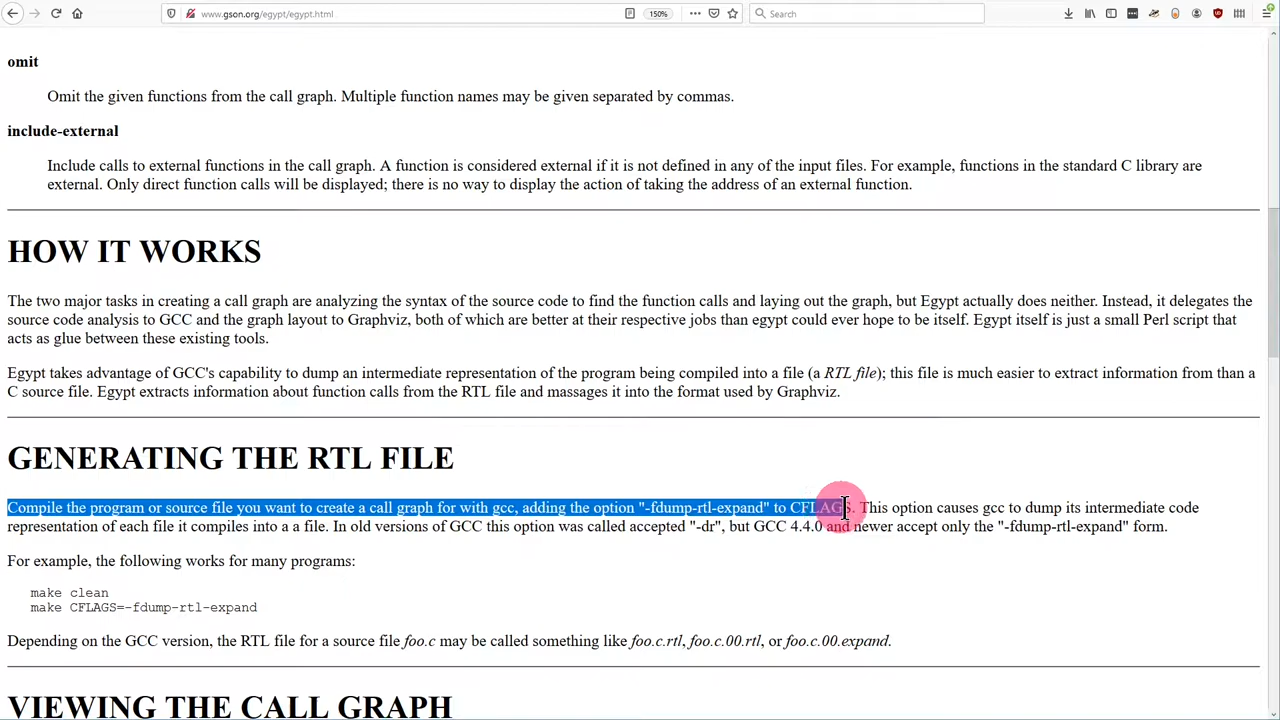 www.gson.org/egypt/egypt.html
150%
Search
omit
Omit the given functions from the call graph. Multiple function names may be given separated by commas.
include-external
Include calls to external functions in the call graph. A function is considered external if it is not defined in any of the input files. For example, functions in the standard C library are
external. Only direct function calls will be displayed; there is no way to display the action of taking the address of an external function.
HOW IT WORKS
The two major tasks in creating a call graph are analyzing the syntax of the source code to find the function calls and laying out the graph, but Egypt actually does neither. Instead, it delegates the
source code analysis to GCC and the graph layout to Graphviz, both of which are better at their respective jobs than egypt could ever hope to be itself. Egypt itself is just a small Perl script that
acts as glue between these existing tools.
Egypt takes advantage of GCC's capability to dump an intermediate representation of the program being compiled into a file (a RTL file); this file is much easier to extract information from than a
C source file. Egypt extracts information about function calls from the RTL file and massages it into the format used by Graphviz.
GENERATING THE RTL FILE
Compile the program or source file you want to create a call graph for with gcc, adding the option "-fdump-rtl-expand" to CFLAGS. This option causes gcc to dump its intermediate code
representation of each file it compiles into a a file. In old versions of GCC this option was called accepted "-dr", but GCC 4.4.0 and newer accept only the "-fdump-rtl-expand" form.
For example, the following works for many programs:
make clean
make CFLAGS=-fdump-rtl-expand
Depending on the GCC version, the RTL file for a source file foo.c may be called something like foo.c.rtl, foo.c.00.rtl, or foo.c.00.expand.
VIEWING THE CALL GRAPH